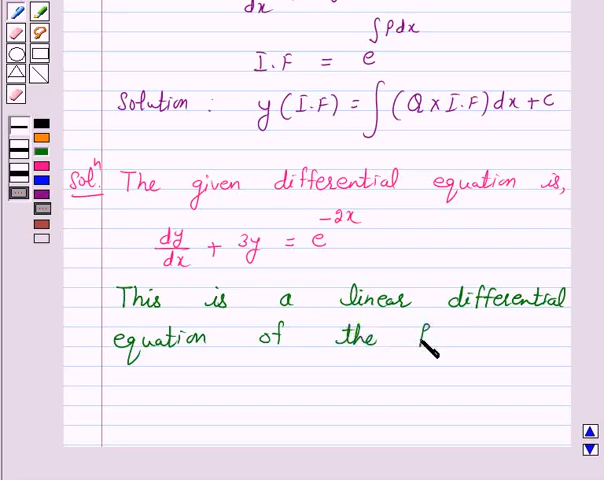 dx
I.F = e^∫Pdx
Solution : y (I.F) = ∫(Q x I.F) dx + C
Solⁿ. The given differential equation is,
dy/dx + 3y = e^-2x
This is a linear differential
equation of the